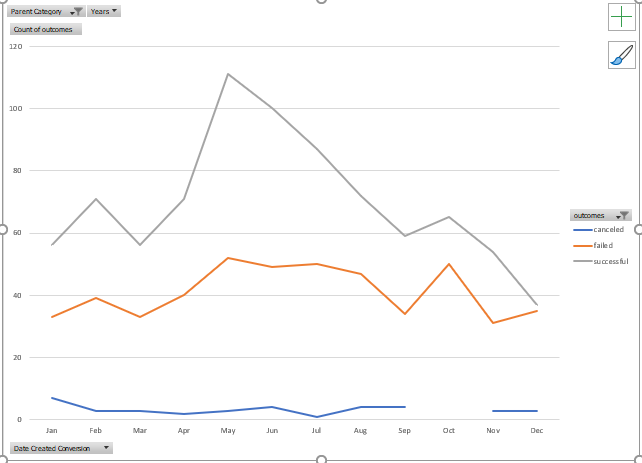 Parent Category Years
Count of outcomes
120
100
80
60
40
20
0
Jan Feb Mar Apr May Jun Jul Aug Sep Oct Nov Dec
outcomes
canceled
failed
successful
Date Created Conversion